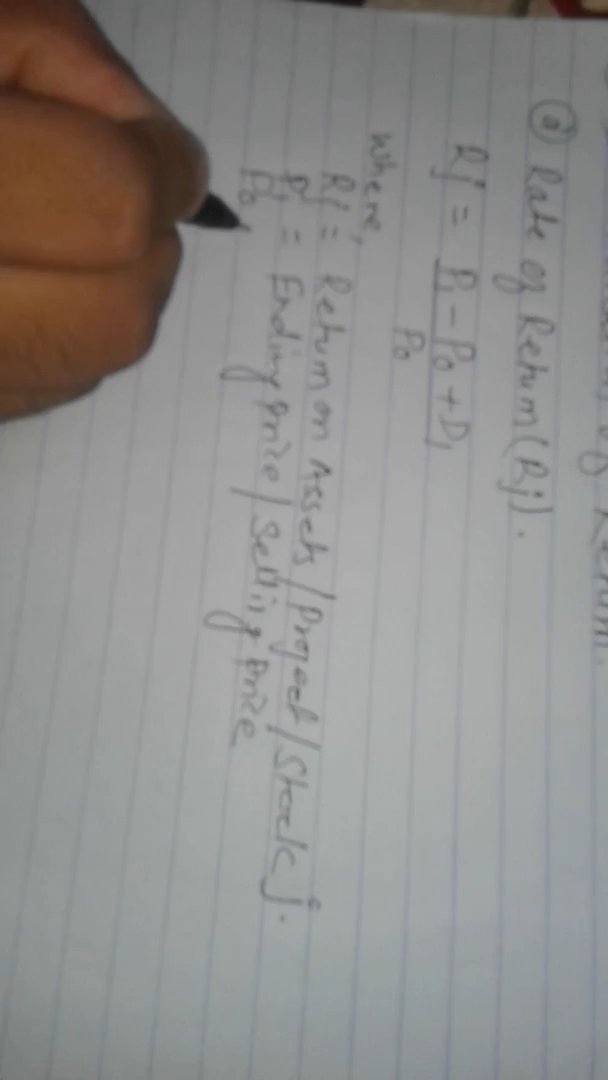 Return.
ⓐ Rate of Return (Rj).
Rj = P1 - P0 + D1
P0
Where,
Rj = Return on Assets / Project / Stock j.
P1 = Ending Price / Selling Price
P0